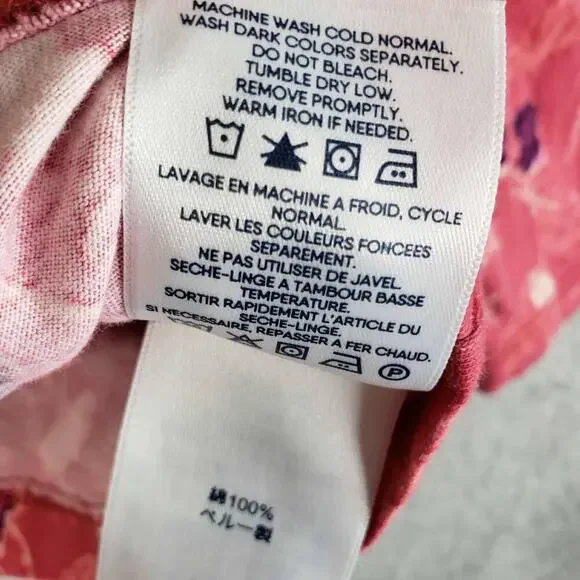 MACHINE WASH COLD NORMAL.
WASH DARK COLORS SEPARATELY.
DO NOT BLEACH.
TUMBLE DRY LOW.
REMOVE PROMPTLY.
WARM IRON IF NEEDED.
LAVAGE EN MACHINE A FROID, CYCLE
NORMAL.
LAVER LES COULEURS FONCEES
SEPAREMENT.
NE PAS UTILISER DE JAVEL.
SECHE-LINGE A TAMBOUR BASSE
TEMPERATURE.
SORTIR RAPIDEMENT L'ARTICLE DU
SECHE-LINGE.
SI NECESSAIRE, REPASSER A FER CHAUD.
P
綿100%
ペルー製